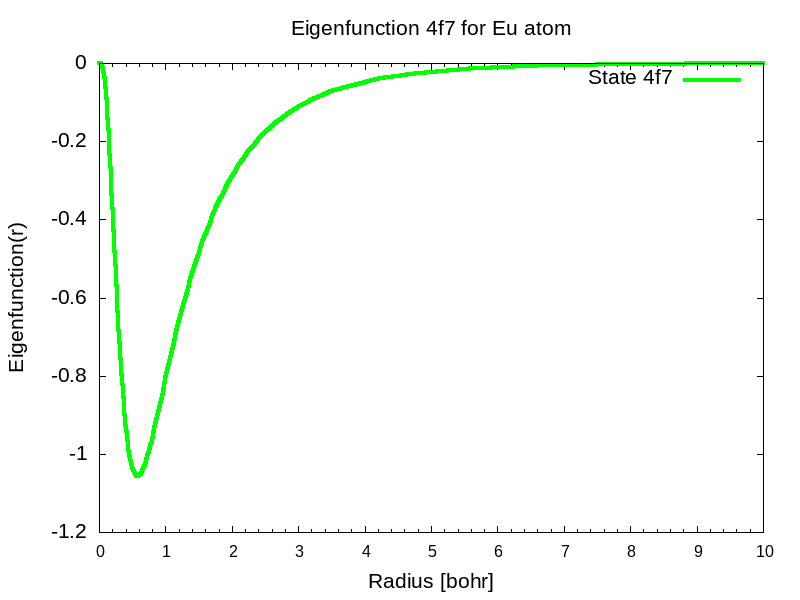 Eigenfunction 4f7 for Eu atom
0
State 4f7
-0.2
-0.4
-0.6
-0.8
-1
-1.2
Eigenfunction(r)
0 1 2 3 4 5 6 7 8 9 10
Radius [bohr]